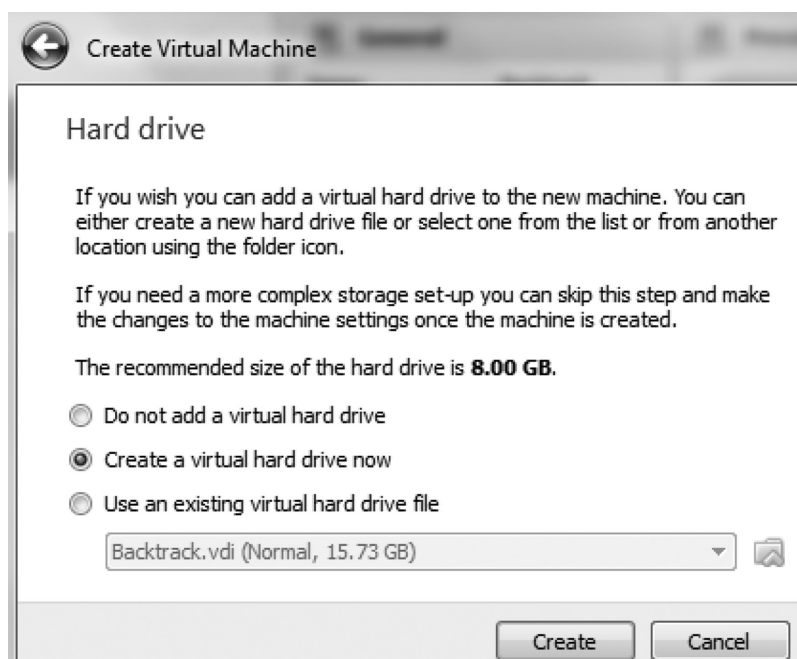 Create Virtual Machine
Hard drive
If you wish you can add a virtual hard drive to the new machine. You can
either create a new hard drive file or select one from the list or from another
location using the folder icon.
If you need a more complex storage set-up you can skip this step and make
the changes to the machine settings once the machine is created.
The recommended size of the hard drive is 8.00 GB.
Do not add a virtual hard drive
Create a virtual hard drive now
Use an existing virtual hard drive file
Backtrack.vdi (Normal, 15.73 GB)
Create Cancel